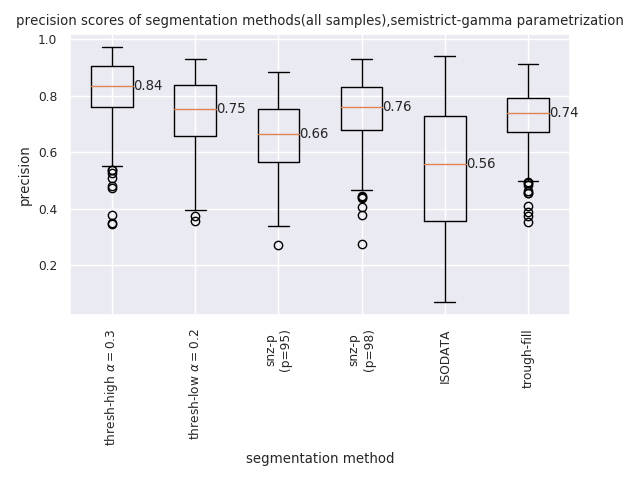 precision scores of segmentation methods(all samples),semistrict-gamma parametrization
1.0
0.8
0.6
0.4
0.2
precision
0.84
0.75
0.66
0.76
0.56
0.74
thresh-high α = 0.3
thresh-low α = 0.2
snz-p
(p=95)
snz-p
(p=98)
ISODATA
trough-fill
segmentation method